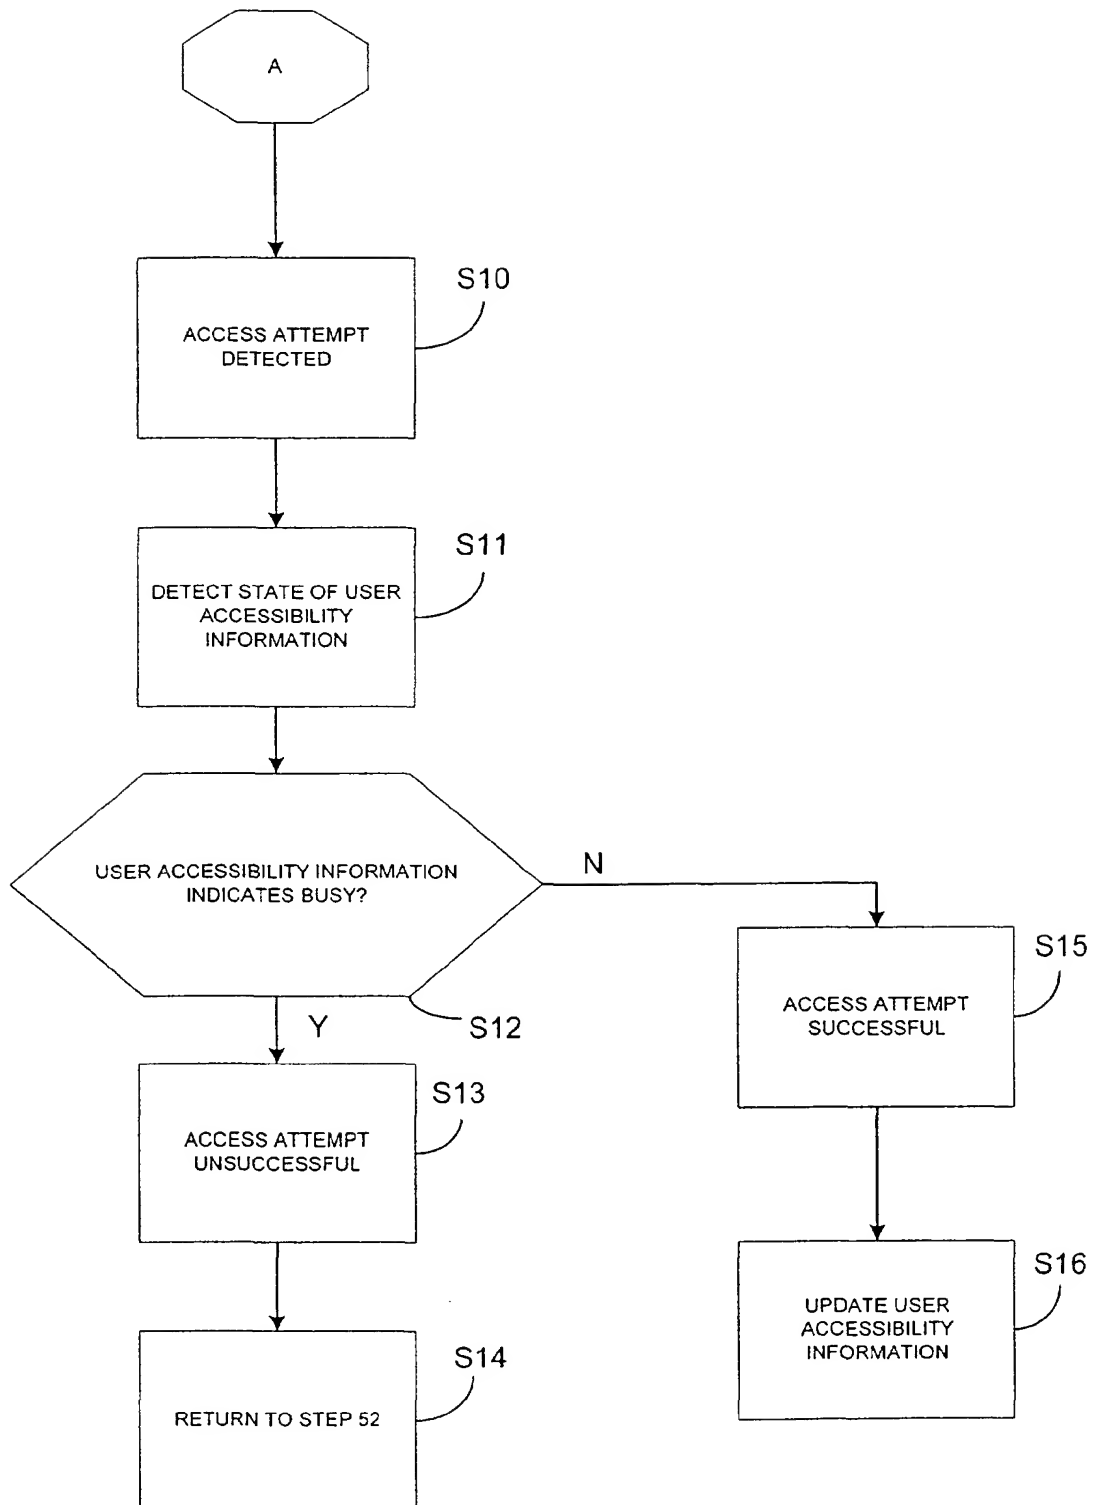 A
S10
ACCESS ATTEMPT
DETECTED
S11
DETECT STATE OF USER
ACCESSIBILITY
INFORMATION
USER ACCESSIBILITY INFORMATION
INDICATES BUSY?
N
S12
Y
S15
ACCESS ATTEMPT
SUCCESSFUL
S13
ACCESS ATTEMPT
UNSUCCESSFUL
S16
UPDATE USER
ACCESSIBILITY
INFORMATION
S14
RETURN TO STEP 52